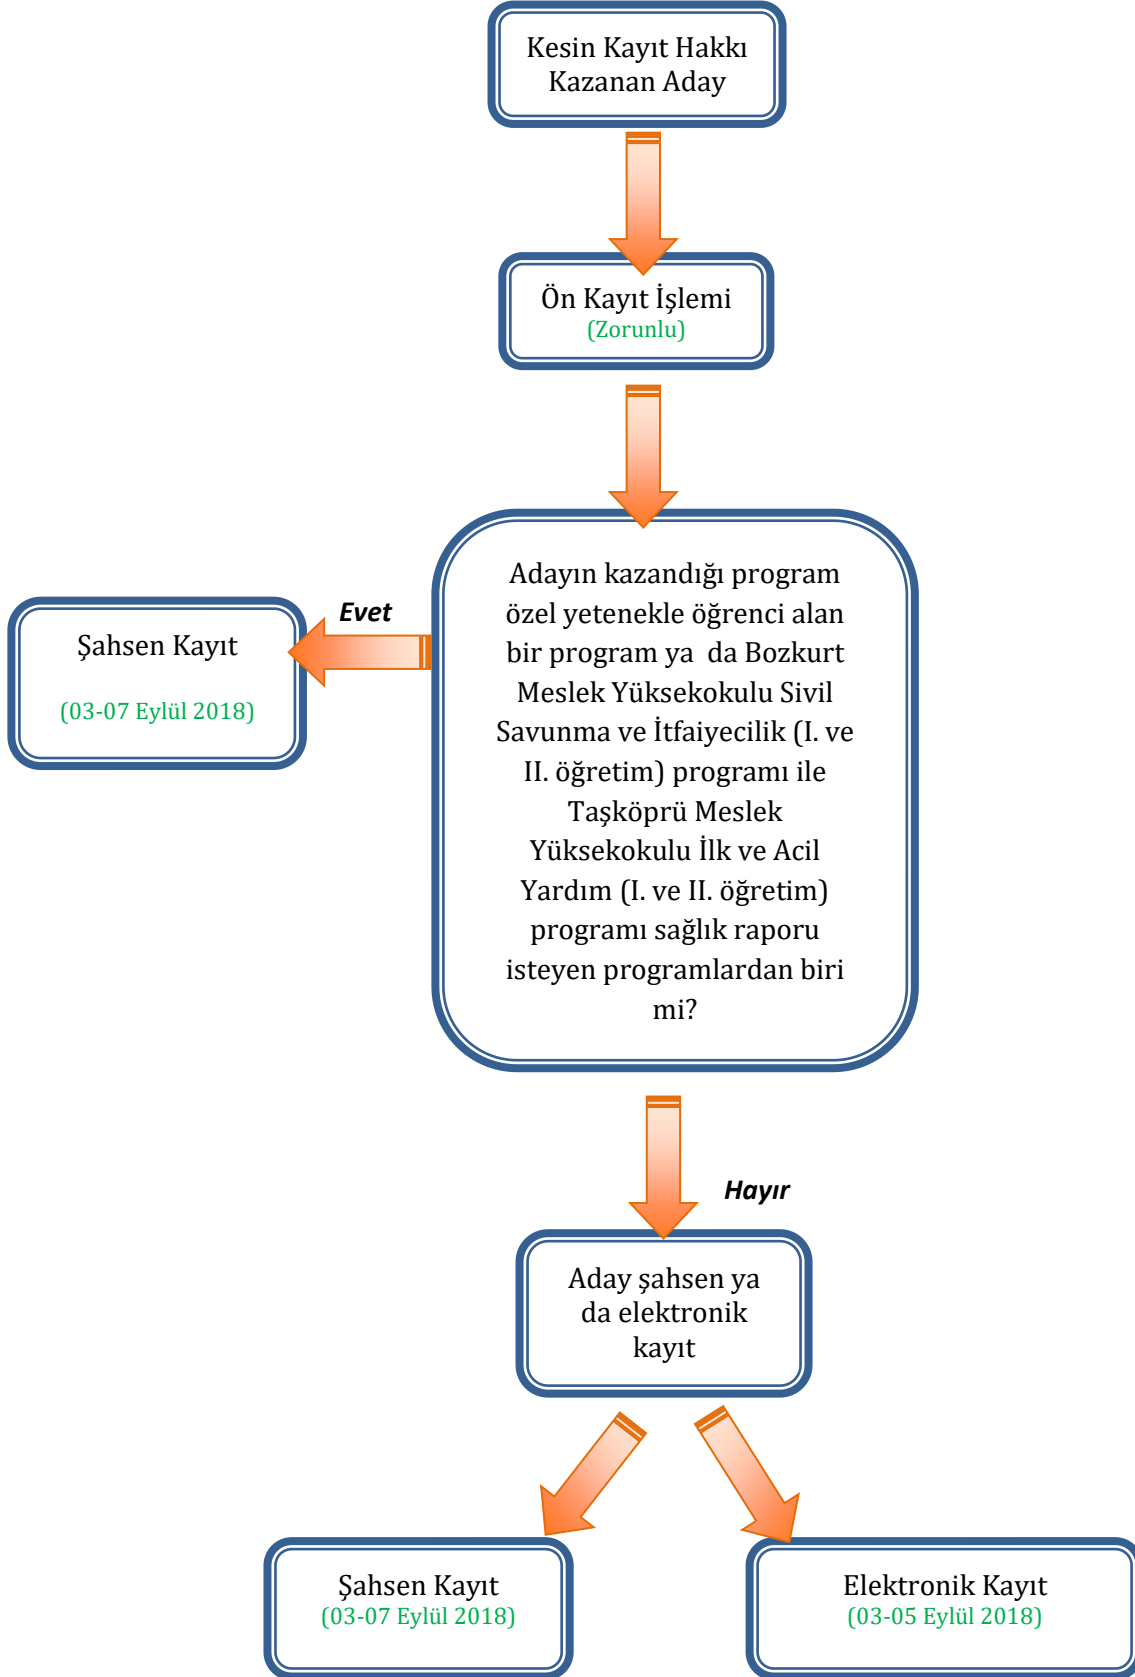 Kesin Kayıt Hakkı
Kazanan Aday
Ön Kayıt İşlemi
(Zorunlu)
Adayın kazandığı program
özel yetenekle öğrenci alan
bir program ya  da Bozkurt
Meslek Yüksekokulu Sivil
Savunma ve İtfaiyecilik (I. ve
II. öğretim) programı ile
Taşköprü Meslek
Yüksekokulu İlk ve Acil
Yardım (I. ve II. öğretim)
programı sağlık raporu
isteyen programlardan biri
mi?
Evet
Şahsen Kayıt
(03-07 Eylül 2018)
Hayır
Aday şahsen ya
da elektronik
kayıt
Şahsen Kayıt
(03-07 Eylül 2018)
Elektronik Kayıt
(03-05 Eylül 2018)